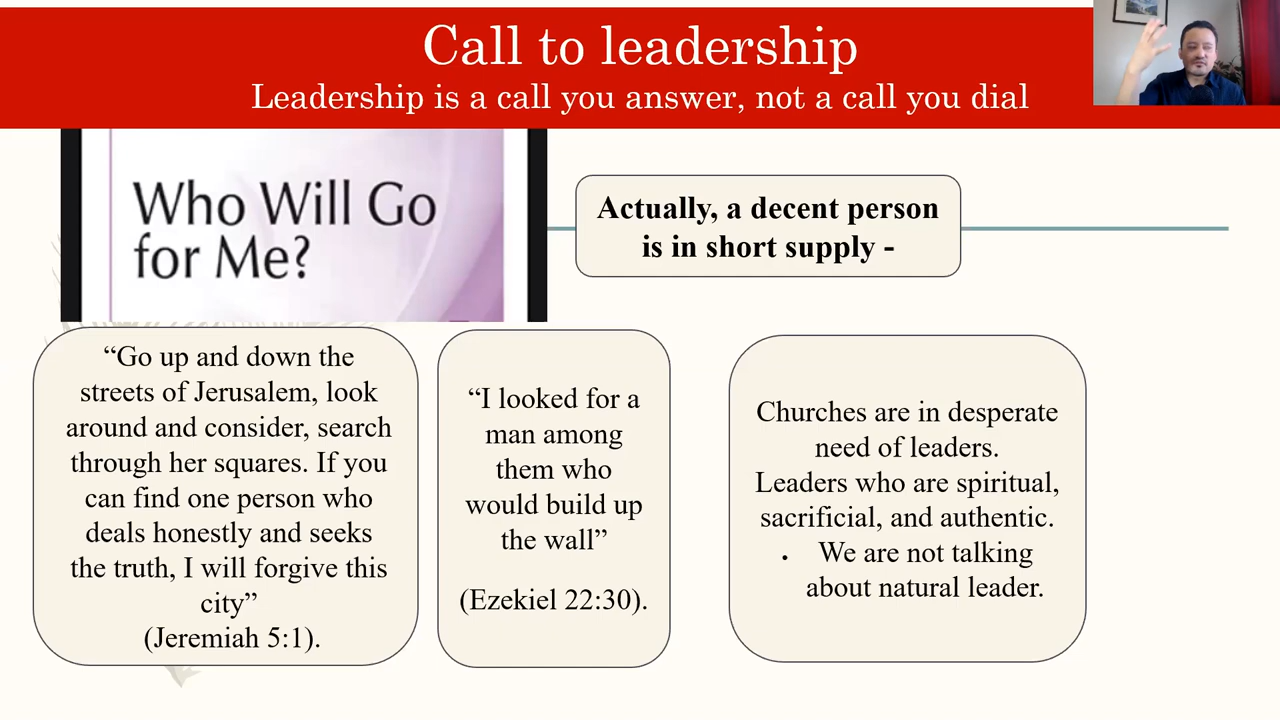 Call to leadership
Leadership is a call you answer, not a call you dial
Who Will Go
for Me?
Actually, a decent person
is in short supply -
“Go up and down the
streets of Jerusalem, look
around and consider, search
through her squares. If you
can find one person who
deals honestly and seeks
the truth, I will forgive this
city”
(Jeremiah 5:1).
“I looked for a
man among
them who
would build up
the wall”
(Ezekiel 22:30).
Churches are in desperate
need of leaders.
Leaders who are spiritual,
sacrificial, and authentic.
• We are not talking
about natural leader.